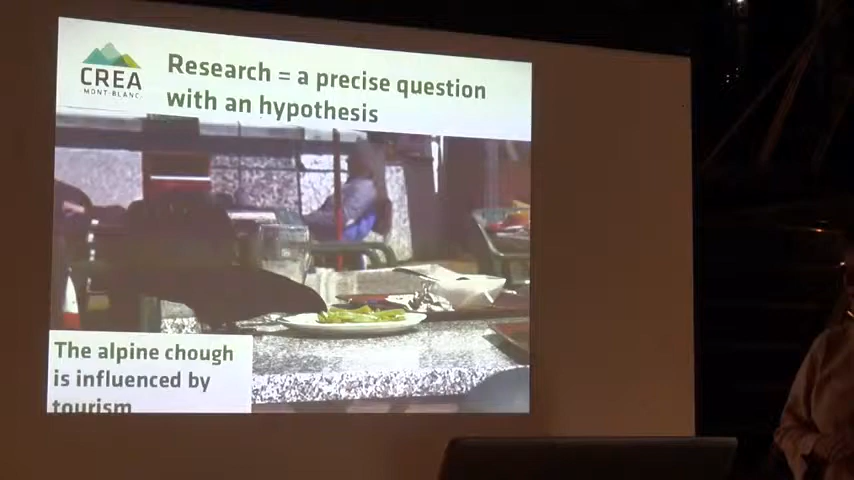 CREA
MONT-BLANC
Research = a precise question
with an hypothesis
The alpine chough
is influenced by
tourism